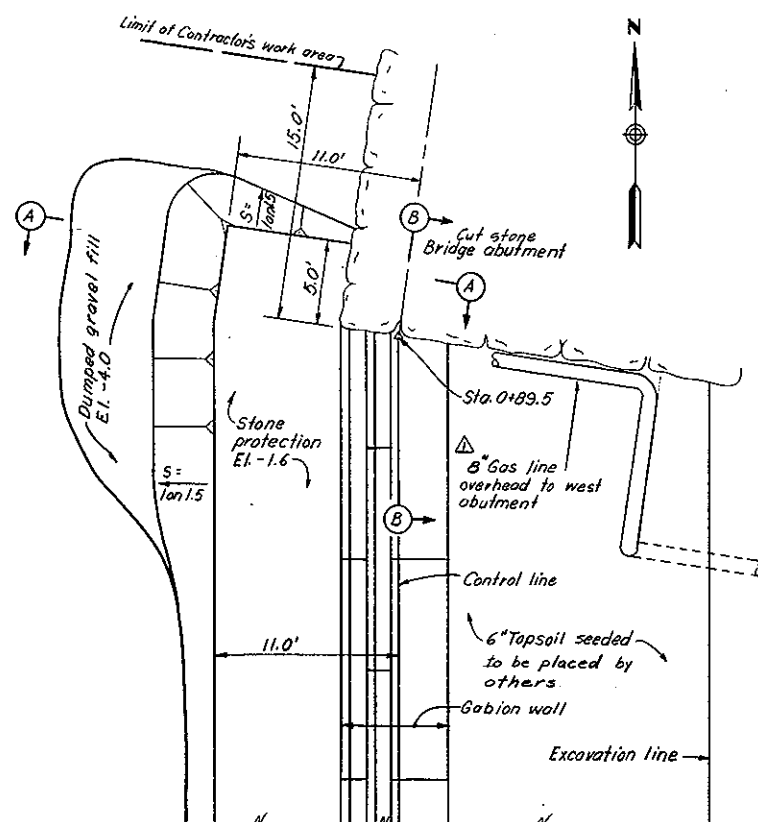 Limit of Contractor's work area
N
15.0'
11.0'
A
S=
1on1.5
B
Cut stone
Bridge abutment
A
5.0'
Dumped gravel fill
El. -4.0
Sta. 0+89.5
Stone
protection
El. -1.6
1
8" Gas line
overhead to west
abutment
S=
1on1.5
B
Control line
11.0'
6" Topsoil seeded
to be placed by
others
Gabion wall
Excavation line